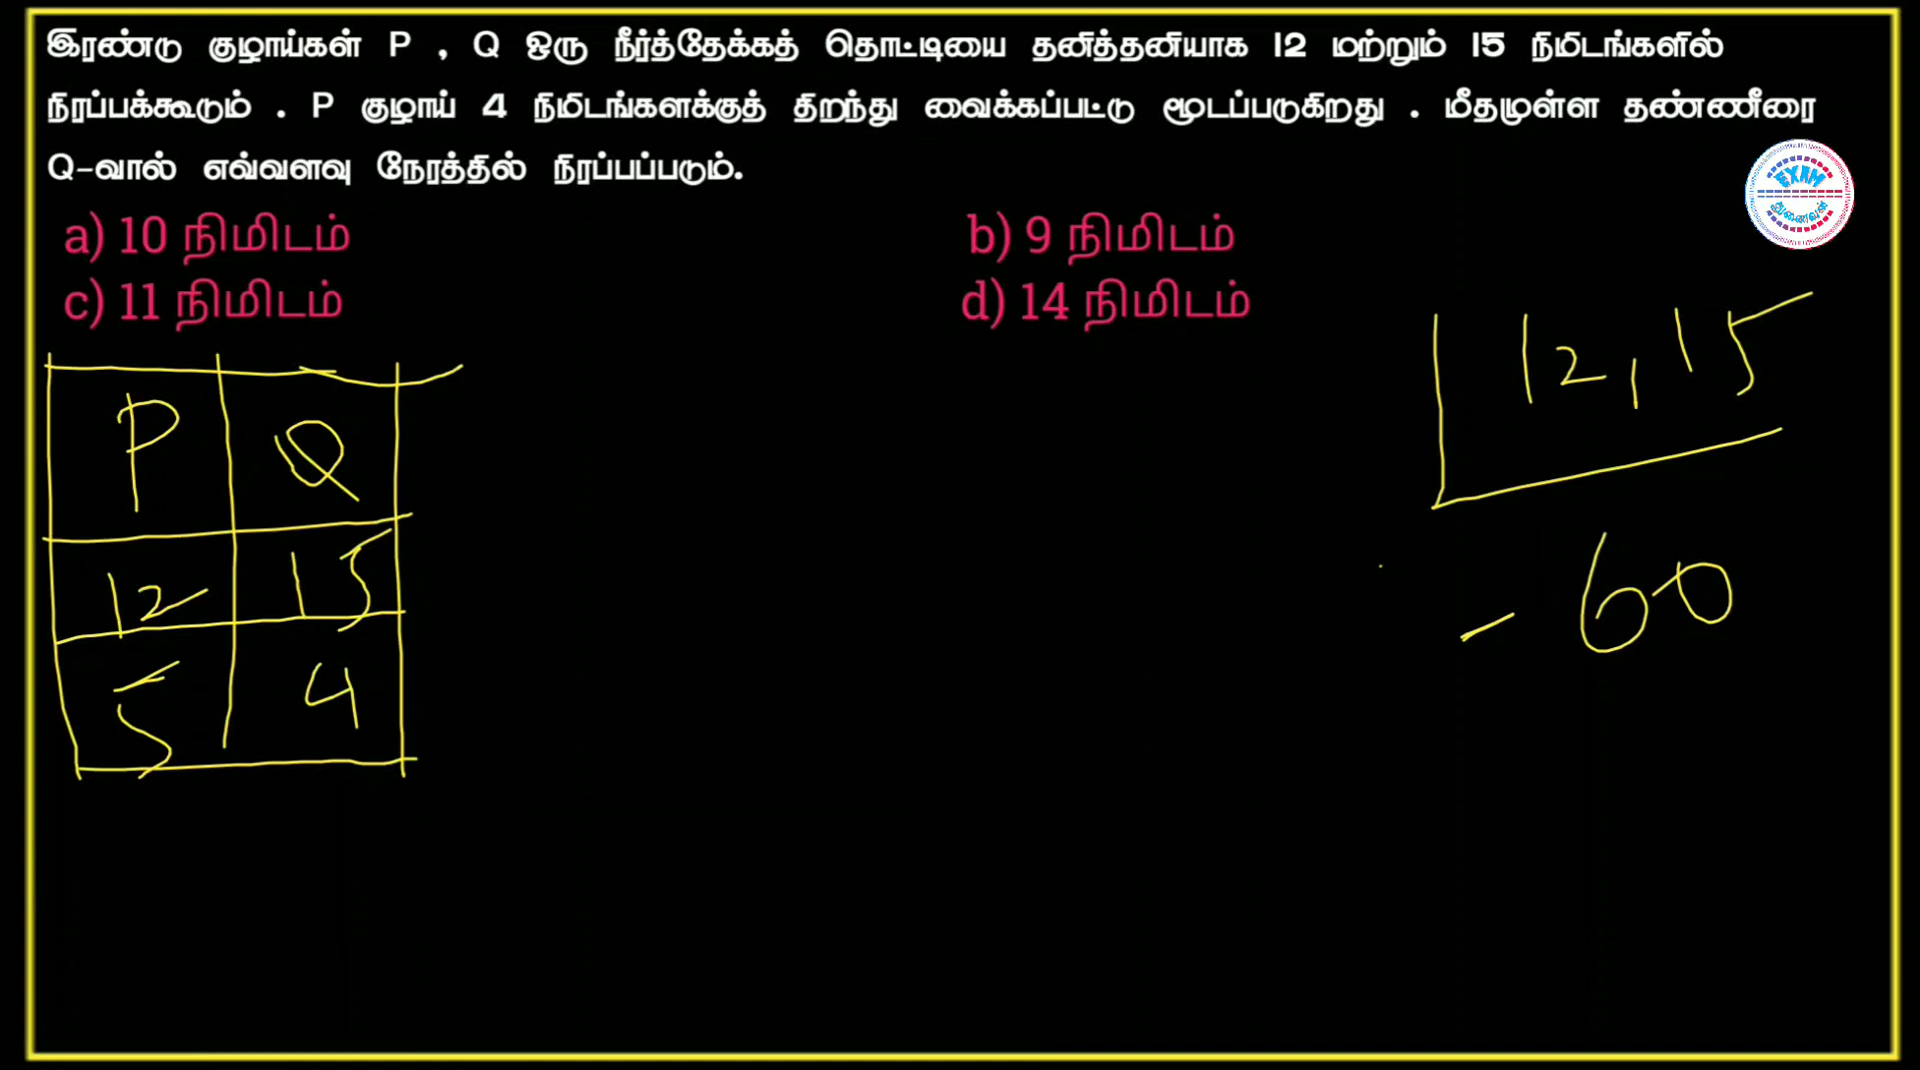 இரண்டு குழாய்கள் P , Q ஒரு நீர்த்தேக்கத் தொட்டியை தனித்தனியாக 12 மற்றும் 15 நிமிடங்களில்
நிரப்பக்கூடும் . P குழாய் 4 நிமிடங்களக்குத் திறந்து வைக்கப்பட்டு மூடப்படுகிறது . மீதமுள்ள தண்ணீரை
Q-வால் எவ்வளவு நேரத்தில் நிரப்பப்படும்.
EXAM
துணைவன்
a) 10 நிமிடம் b) 9 நிமிடம்
c) 11 நிமிடம் d) 14 நிமிடம்
12, 15
P Q
12 15
- 60
5 4